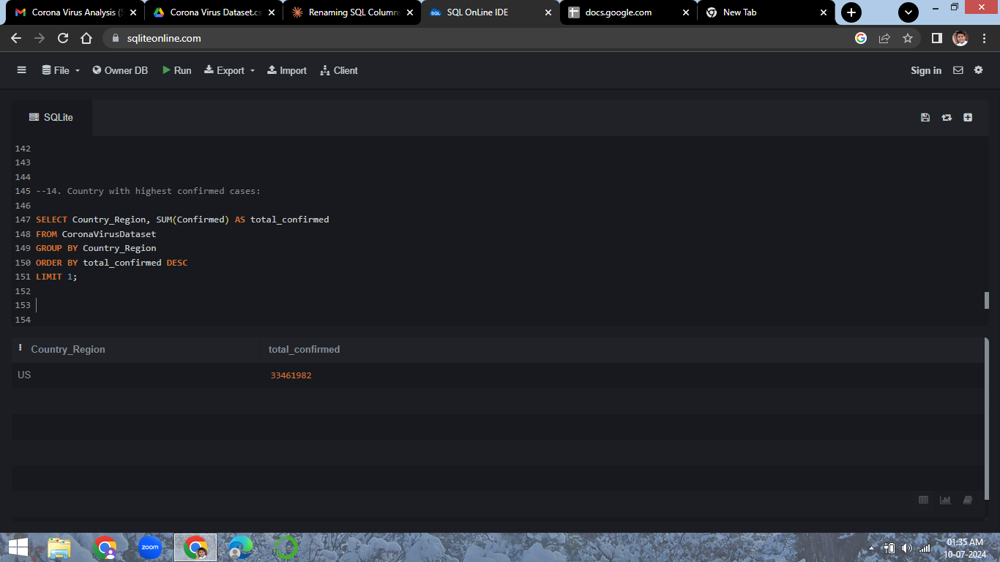 Corona Virus Analysis (S
Corona Virus Dataset.cs
Renaming SQL Columns
SQL OnLine IDE
docs.google.com
New Tab
sqliteonline.com
File
Owner DB
Run
Export
Import
Client
Sign in
SQLite
142
143
144
145 --14. Country with highest confirmed cases:
146
147 SELECT Country_Region, SUM(Confirmed) AS total_confirmed
148 FROM CoronaVirusDataset
149 GROUP BY Country_Region
150 ORDER BY total_confirmed DESC
151 LIMIT 1;
152
153
154
Country_Region total_confirmed
US 33461982
zoom
01:35 AM
10-07-2024